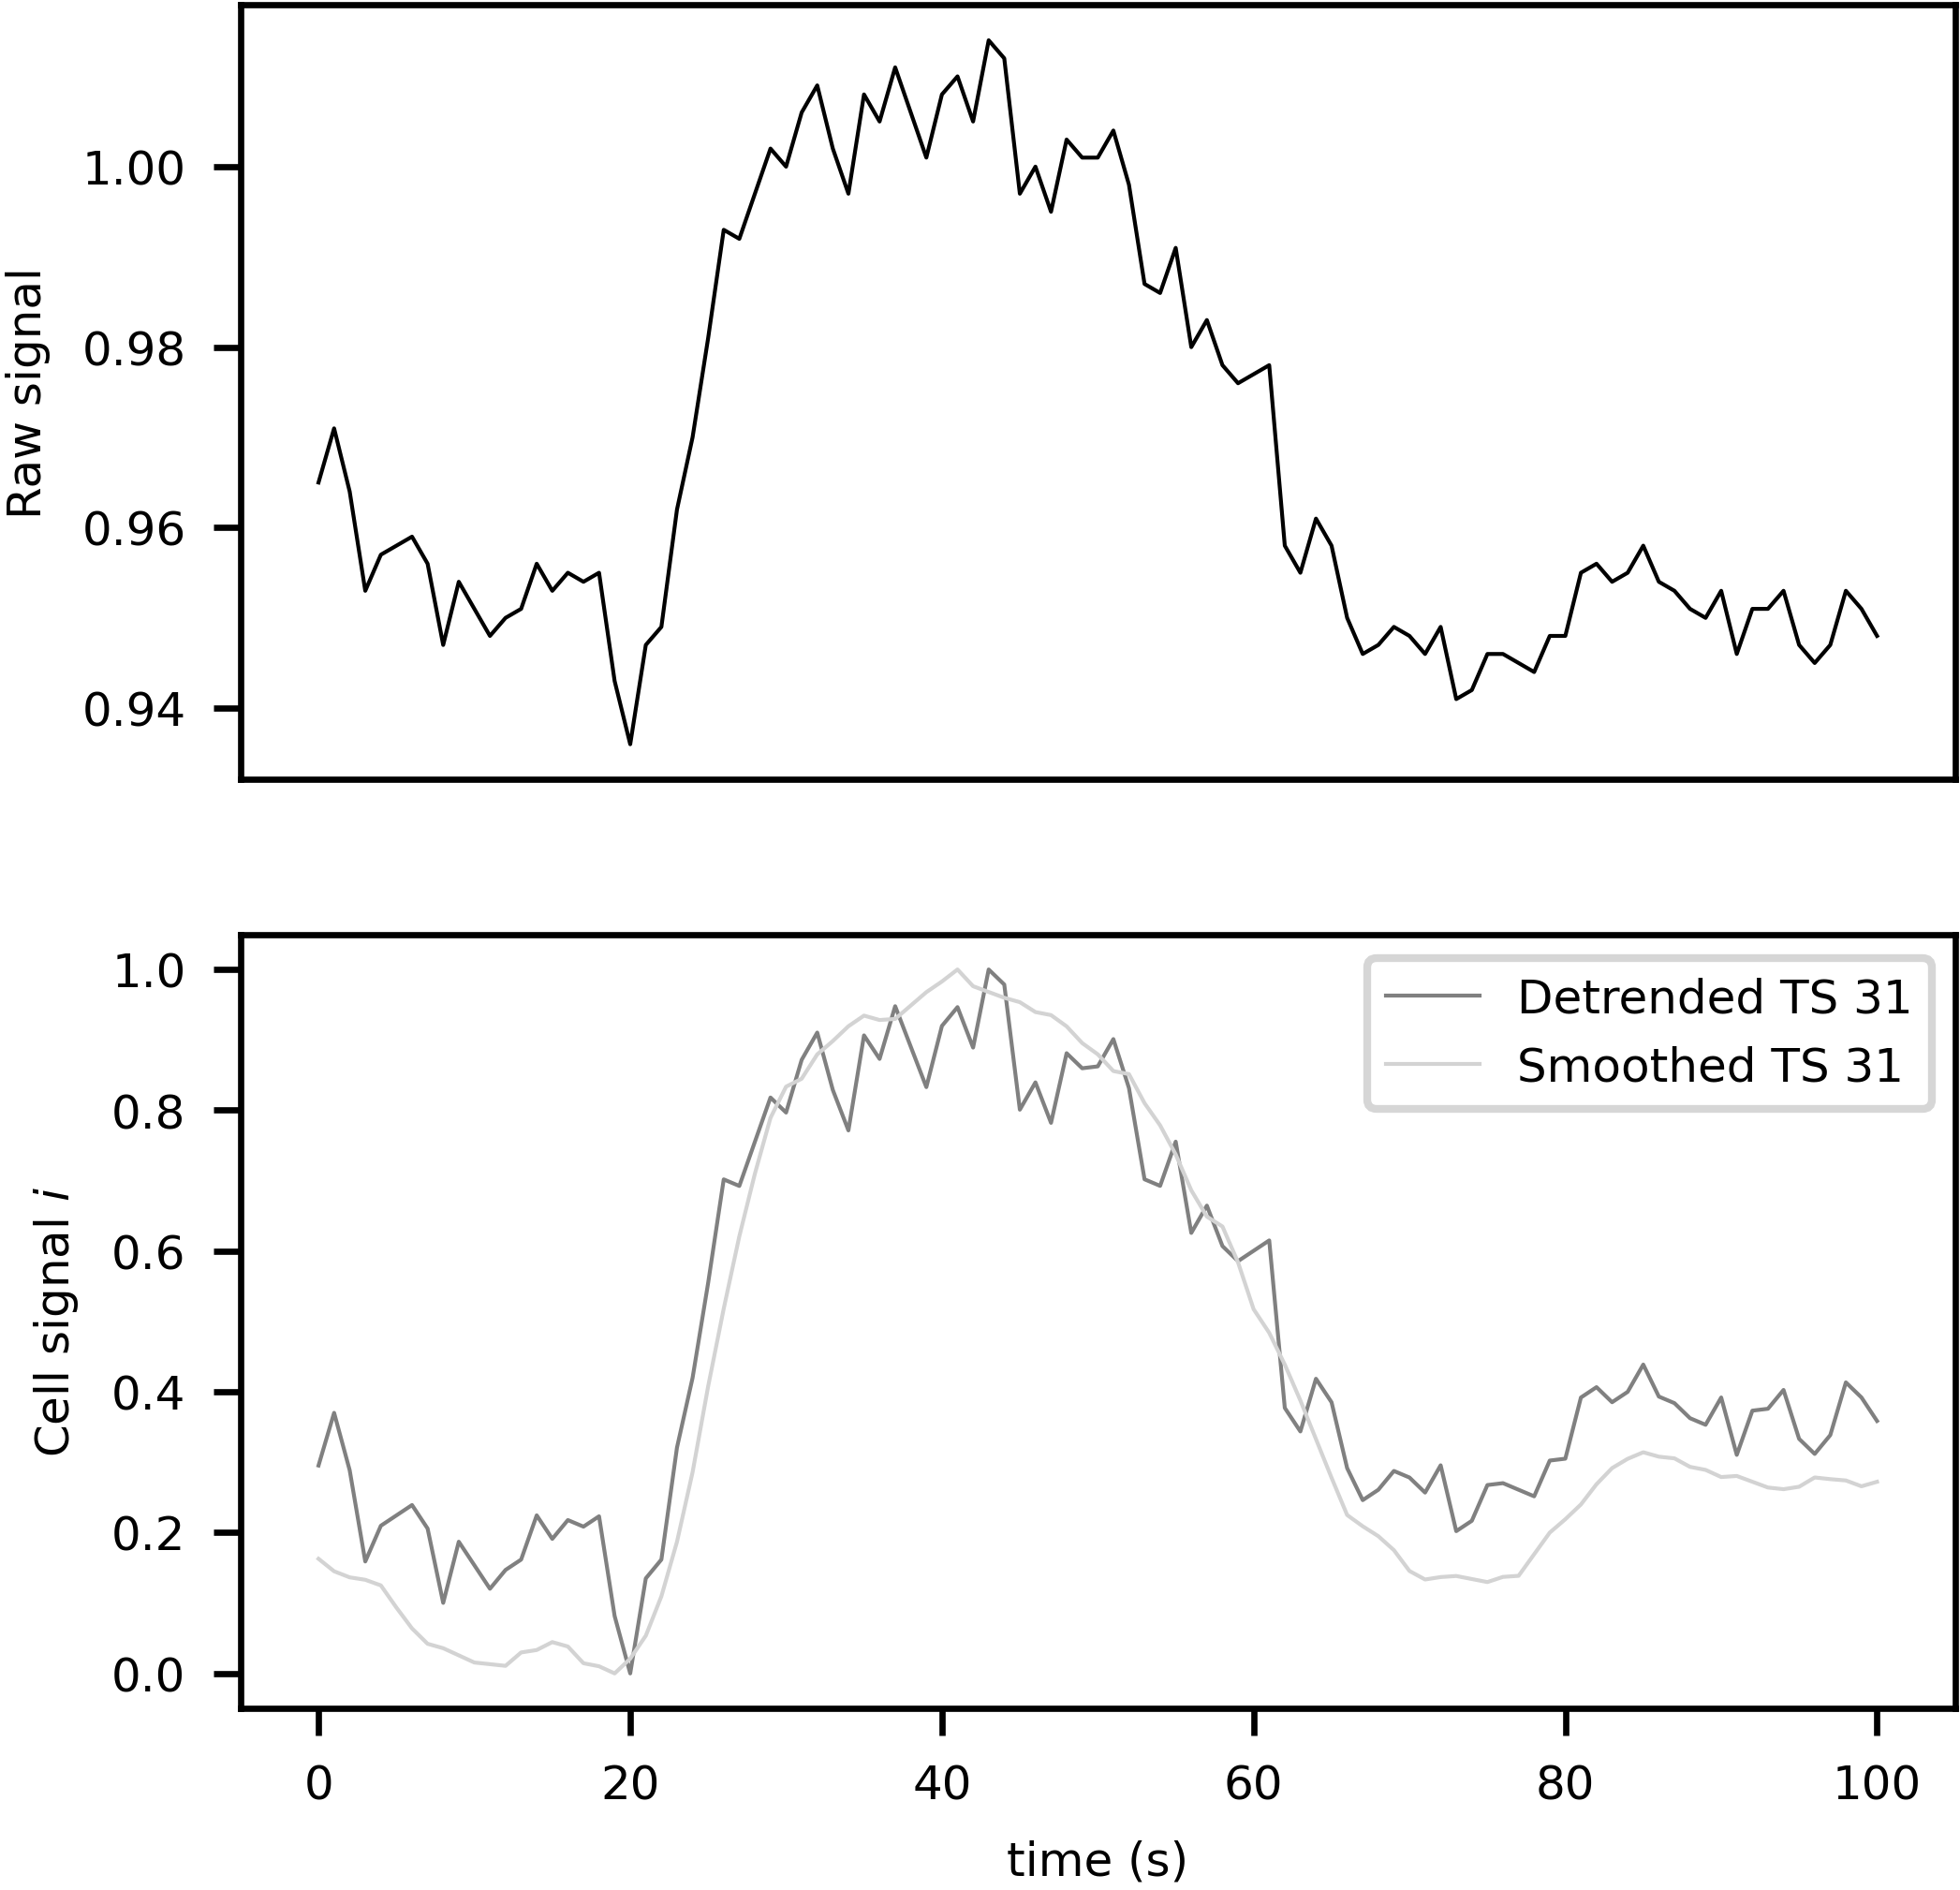 Raw signal
1.00
0.98
0.96
0.94
Cell signal i
1.0
0.8
0.6
0.4
0.2
0.0
Detrended TS 31
Smoothed TS 31
0 20 40 60 80 100
time (s)